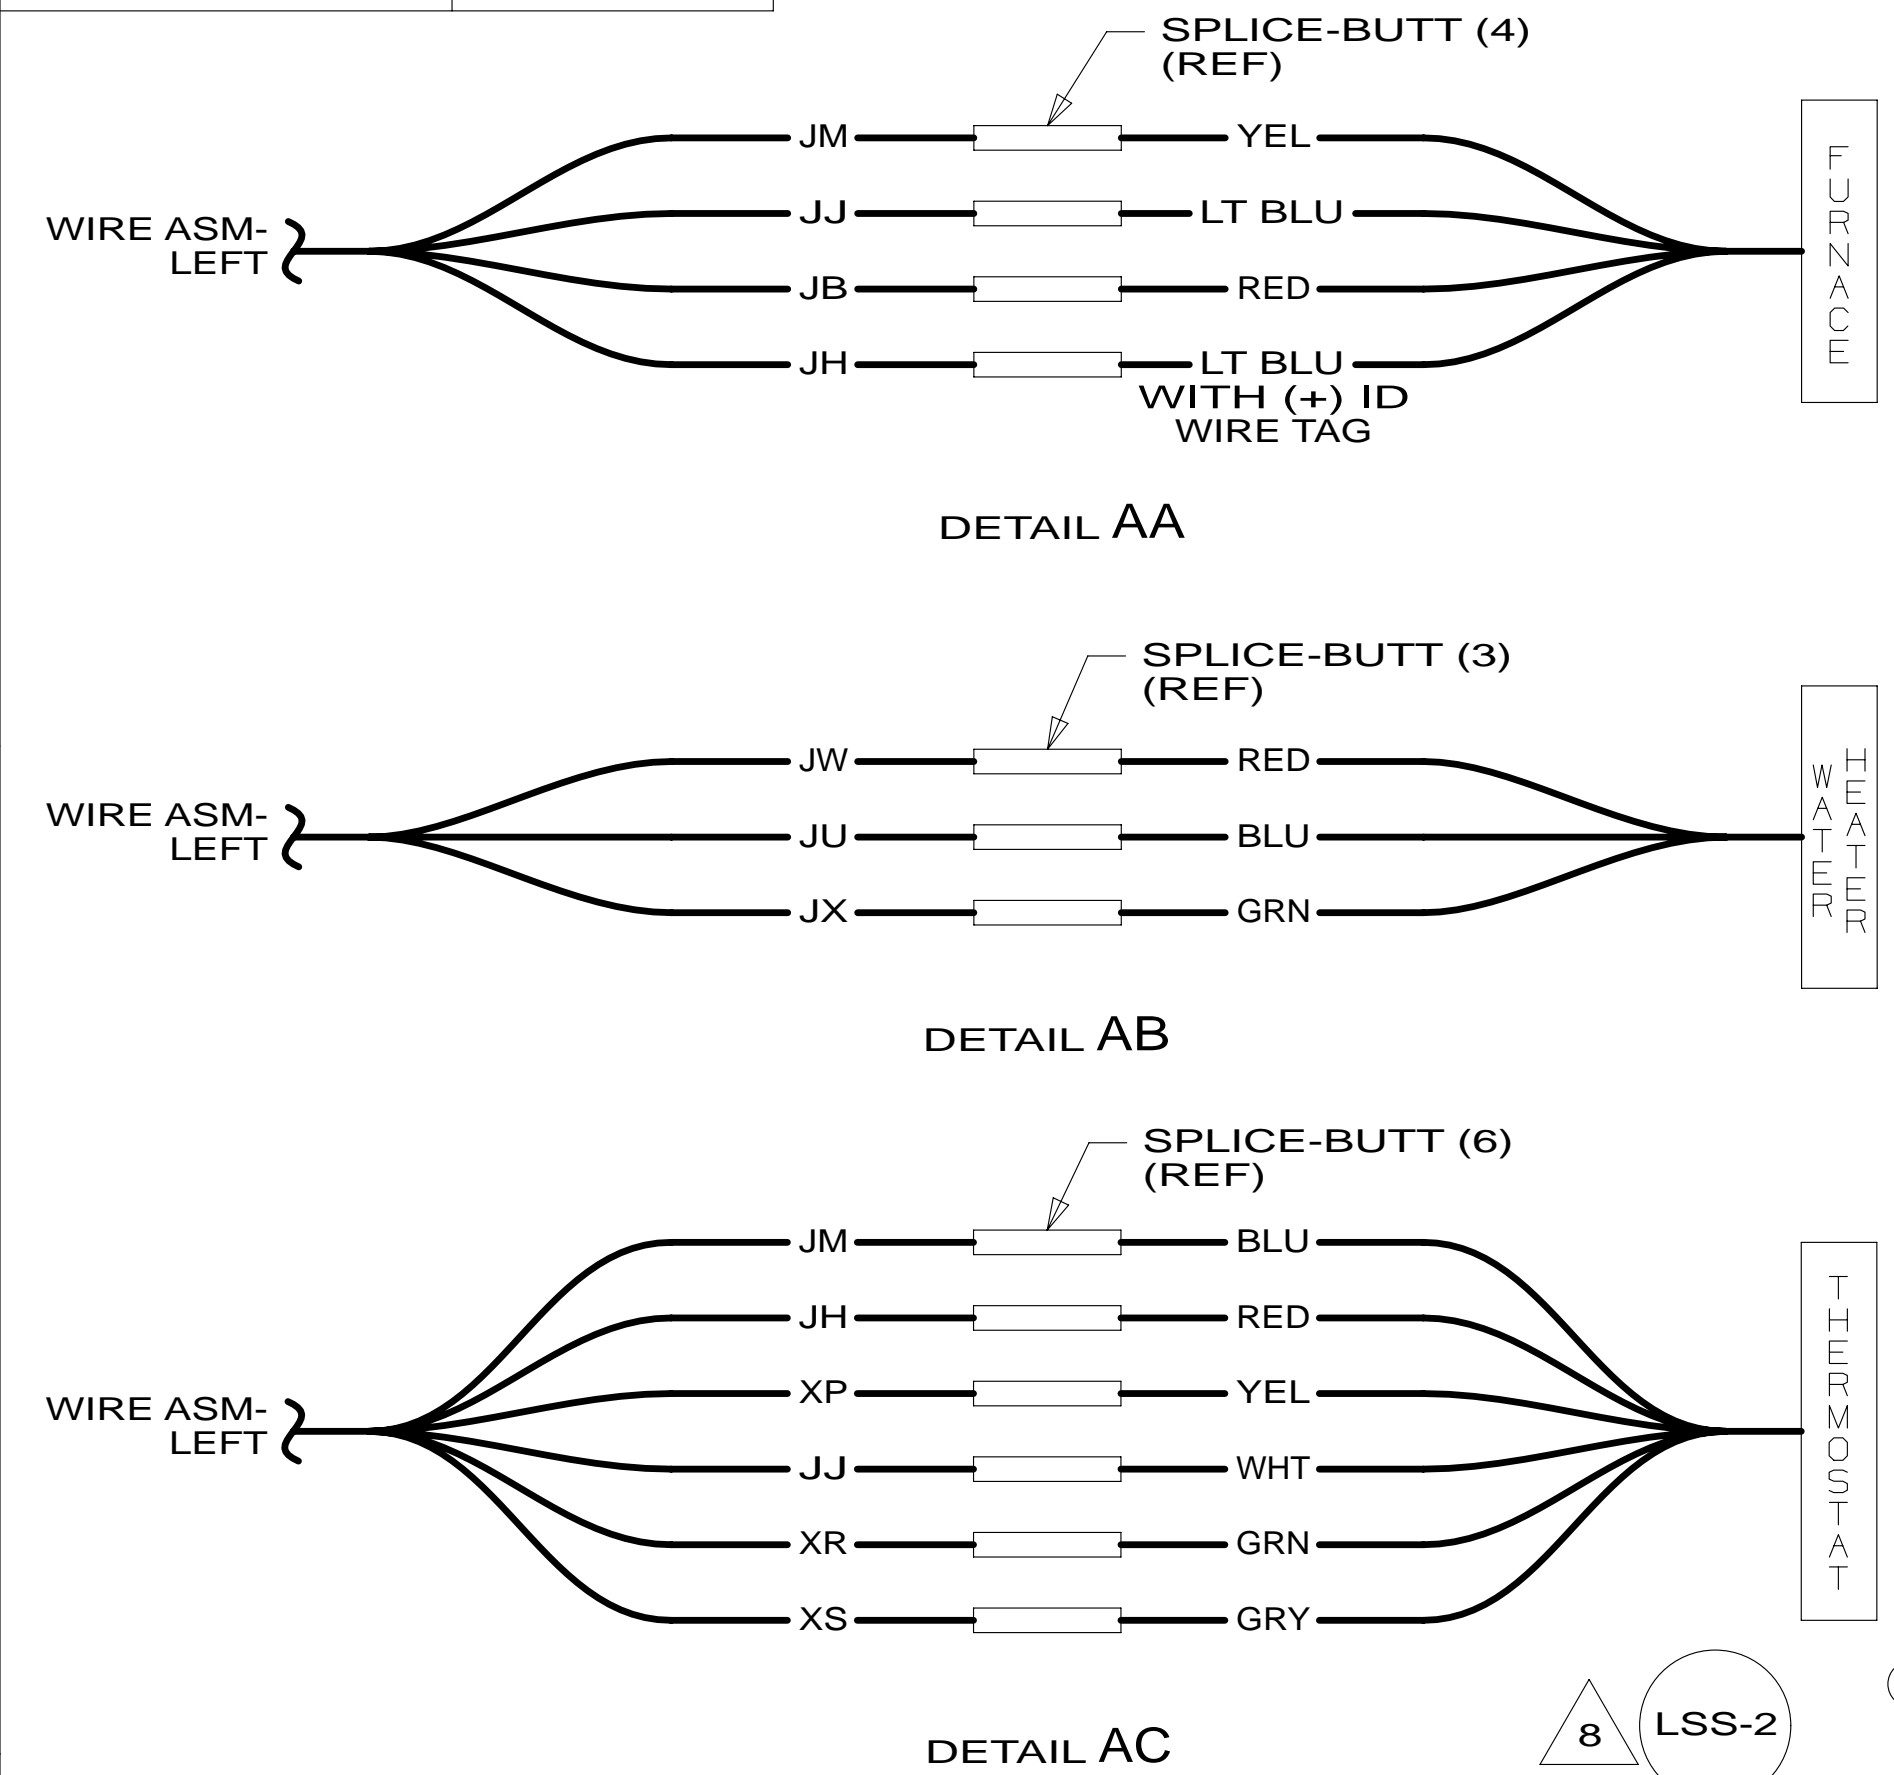 SPLICE-BUTT (4)
(REF)
WIRE ASM-
LEFT
JM YEL
JJ LT BLU
JB RED
JH LT BLU
WITH (+) ID
WIRE TAG
FURNACE
DETAIL AA
SPLICE-BUTT (3)
(REF)
WIRE ASM-
LEFT
JW RED
JU BLU
JX GRN
WATER
HEATER
DETAIL AB
SPLICE-BUTT (6)
(REF)
WIRE ASM-
LEFT
JM BLU
JH RED
XP YEL
JJ WHT
XR GRN
XS GRY
THERMOSTAT
DETAIL AC
8
LSS-2